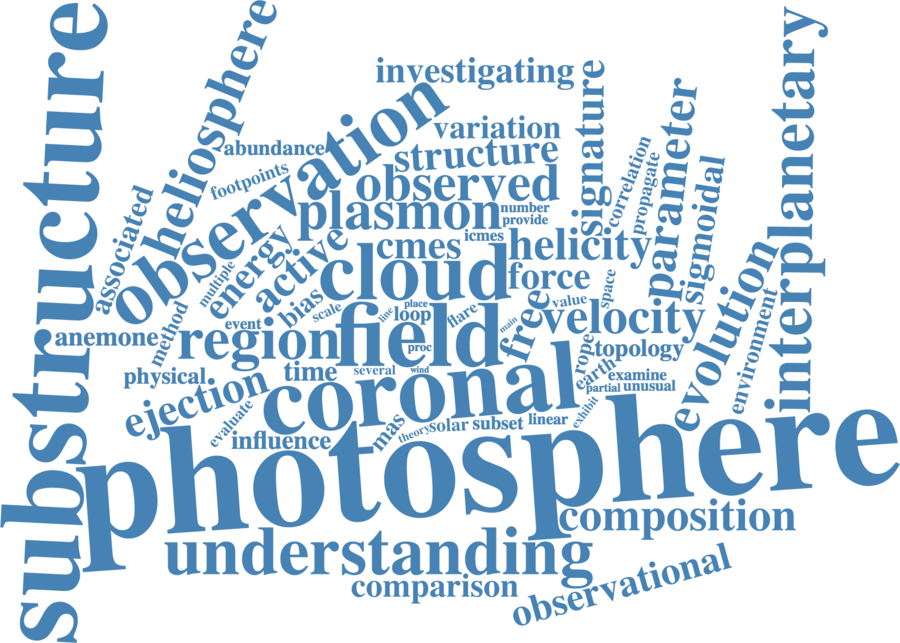 substructure
heliosphere
investigating
interplanetary
observation
signature
parameter
variation
abundance
structure
correlation
propagate
footpoints
observed
sigmoidal
associated
plasmon
number
provide
multiple
energy
active
cmes
icmes
helicity
cloud
force
space
evolution
environment
method
bias
scale
event
line
place
loop
flare
main
free
value
velocity
anemone
region
field
proc
rope
topology
physical
time
several
wind
earth
examine
partial
unusual
ejection
coronal
exhibit
evaluate
influence
mas
theory
solar
subset
linear
photosphere
composition
understanding
comparison
observational